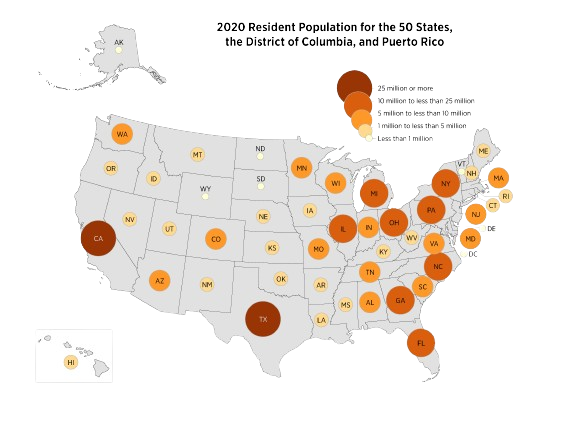 2020 Resident Population for the 50 States,
the District of Columbia, and Puerto Rico
25 million or more
10 million to less than 25 million
5 million to less than 10 million
1 million to less than 5 million
Less than 1 million
AK
WA
OR
ID
MT
WY
ND
SD
MN
WI
MI
NE
IA
NV
UT
CO
KS
MO
IL
IN
OH
KY
WV
VA
PA
NY
VT
NH
ME
MA
RI
CT
NJ
DE
MD
DC
CA
AZ
NM
OK
AR
TN
NC
SC
TX
LA
MS
AL
GA
FL
HI